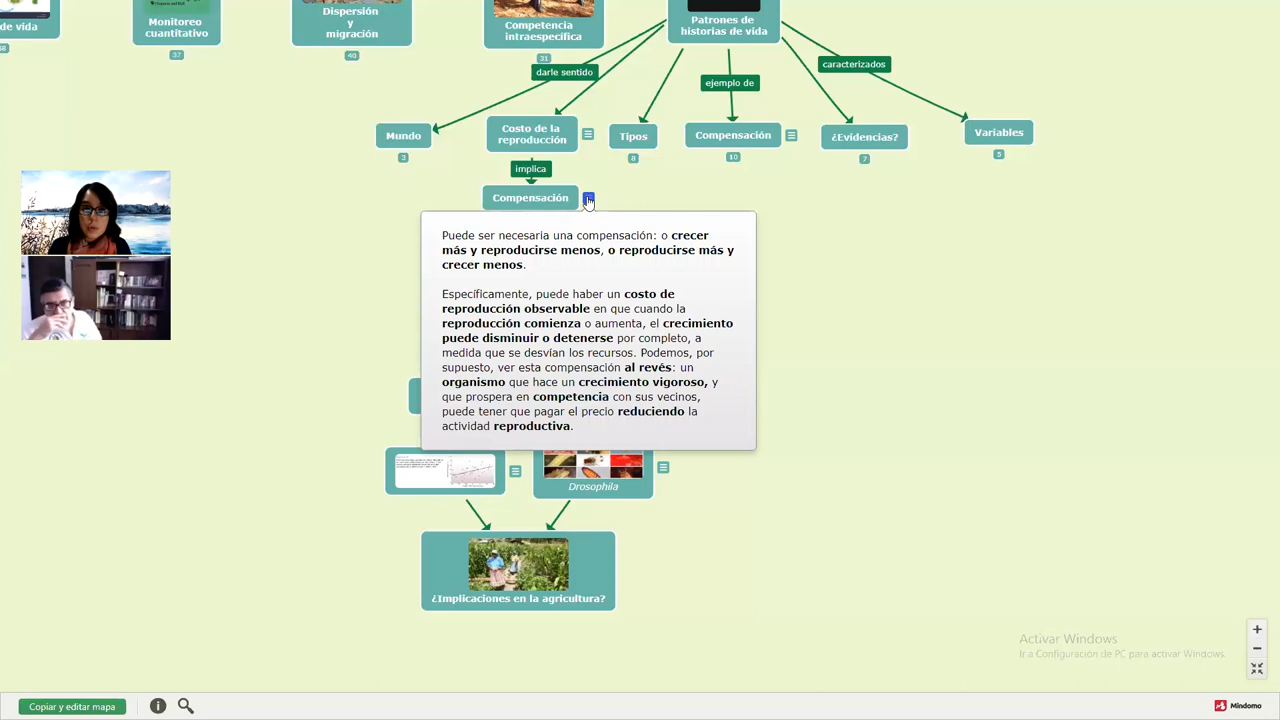 de vida
58
Monitoreo
cuantitativo
37
Dispersión
y
migración
40
Competencia
intraespecífica
31
Patrones de
historias de vida
darle sentido
ejemplo de
caracterizados
Mundo
3
Costo de la
reproducción
Tipos
8
Compensación
10
¿Evidencias?
7
Variables
5
implica
Compensación
Puede ser necesaria una compensación: o crecer
más y reproducirse menos, o reproducirse más y
crecer menos.
Específicamente, puede haber un costo de
reproducción observable en que cuando la
reproducción comienza o aumenta, el crecimiento
puede disminuir o detenerse por completo, a
medida que se desvían los recursos. Podemos, por
supuesto, ver esta compensación al revés: un
organismo que hace un crecimiento vigoroso, y
que prospera en competencia con sus vecinos,
puede tener que pagar el precio reduciendo la
actividad reproductiva.
Drosophila
¿Implicaciones en la agricultura?
Activar Windows
Ir a Configuración de PC para activar Windows.
Copiar y editar mapa
Mindomo